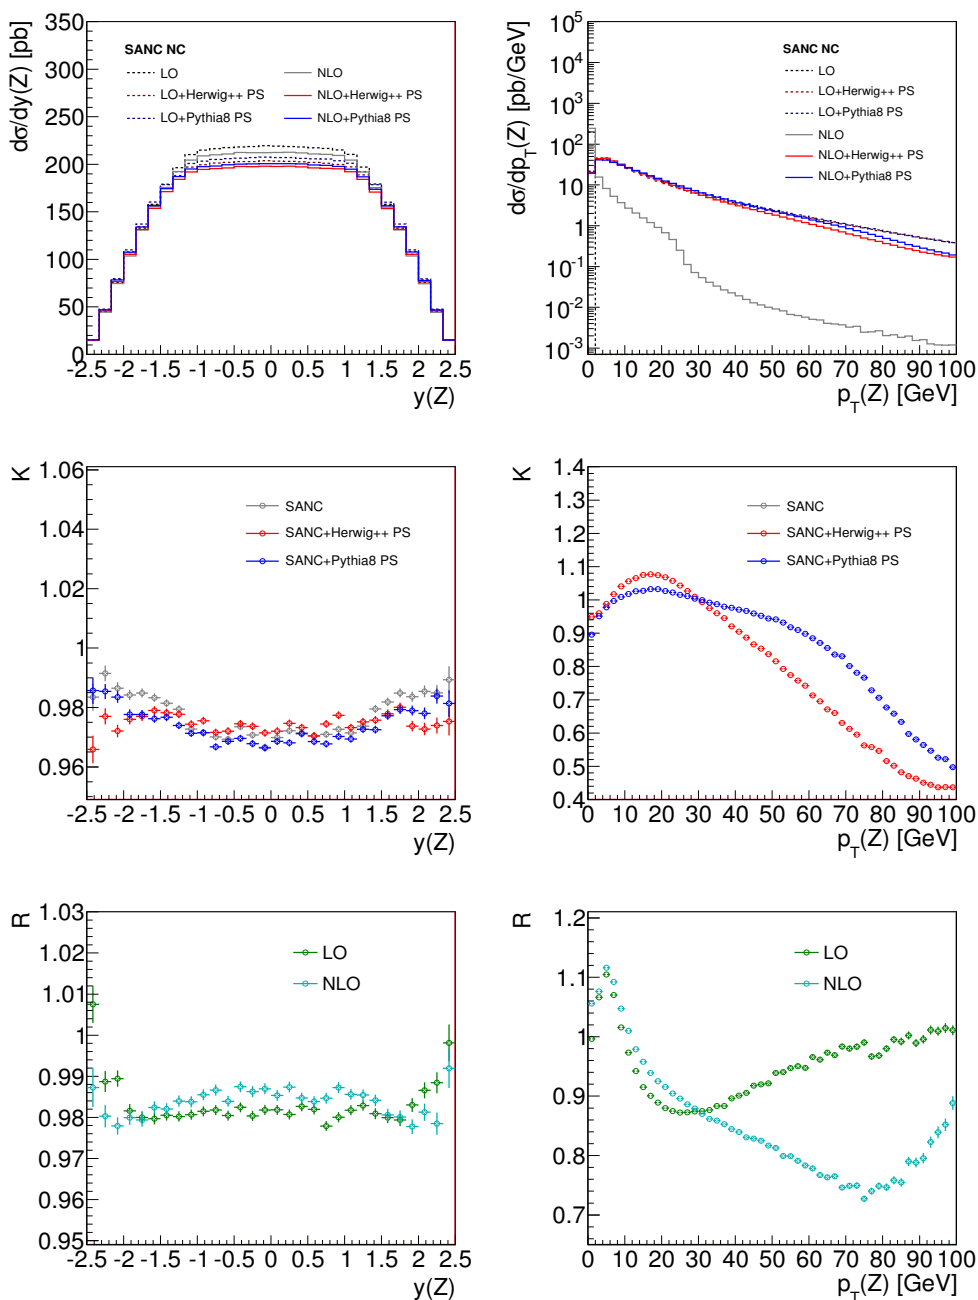 dσ/dy(Z) [pb]
350
300
250
200
150
100
50
0
SANC NC
LO
NLO
LO+Herwig++ PS
NLO+Herwig++ PS
LO+Pythia8 PS
NLO+Pythia8 PS
-2.5 -2 -1.5 -1 -0.5 0 0.5 1 1.5 2 2.5
y(Z)
dσ/dp_T(Z) [pb/GeV]
10^5
10^4
10^3
10^2
10
1
10^-1
10^-2
10^-3
SANC NC
LO
LO+Herwig++ PS
LO+Pythia8 PS
NLO
NLO+Herwig++ PS
NLO+Pythia8 PS
0 10 20 30 40 50 60 70 80 90 100
p_T(Z) [GeV]
K
1.06
1.04
1.02
1
0.98
0.96
SANC
SANC+Herwig++ PS
SANC+Pythia8 PS
-2.5 -2 -1.5 -1 -0.5 0 0.5 1 1.5 2 2.5
y(Z)
K
1.4
1.3
1.2
1.1
1
0.9
0.8
0.7
0.6
0.5
0.4
SANC
SANC+Herwig++ PS
SANC+Pythia8 PS
0 10 20 30 40 50 60 70 80 90 100
p_T(Z) [GeV]
R
1.03
1.02
1.01
1
0.99
0.98
0.97
0.96
0.95
LO
NLO
-2.5 -2 -1.5 -1 -0.5 0 0.5 1 1.5 2 2.5
y(Z)
R
1.2
1.1
1
0.9
0.8
0.7
LO
NLO
0 10 20 30 40 50 60 70 80 90 100
p_T(Z) [GeV]